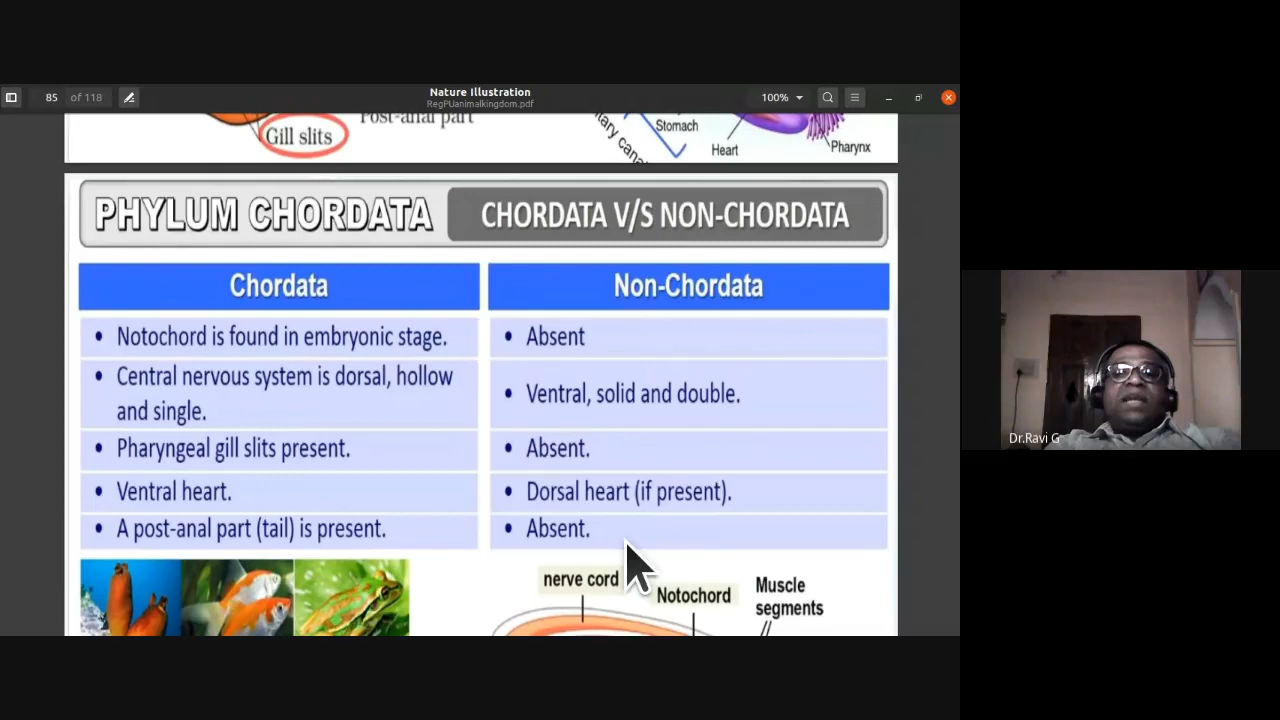 Nature Illustration
85 of 118
RegPUanimalkingdom.pdf
100%
Gill slits
Post-anal part
Stomach
Heart
Pharynx
PHYLUM CHORDATA
CHORDATA V/S NON-CHORDATA
Chordata
Non-Chordata
• Notochord is found in embryonic stage.
• Absent
• Central nervous system is dorsal, hollow
and single.
• Ventral, solid and double.
• Pharyngeal gill slits present.
• Absent.
• Ventral heart.
• Dorsal heart (if present).
• A post-anal part (tail) is present.
• Absent.
nerve cord
Notochord
Muscle
segments
Dr.Ravi G